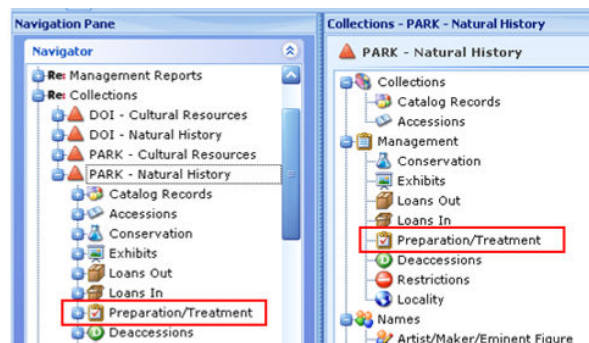 Navigation Pane
Navigator
Re: Management Reports
Re: Collections
DOI - Cultural Resources
DOI - Natural History
PARK - Cultural Resources
PARK - Natural History
Catalog Records
Accessions
Conservation
Exhibits
Loans Out
Loans In
Preparation/Treatment
Deaccessions
Collections - PARK - Natural History
PARK - Natural History
Collections
Catalog Records
Accessions
Management
Conservation
Exhibits
Loans Out
Loans In
Preparation/Treatment
Deaccessions
Restrictions
Locality
Names
Artist/Maker/Eminent Figure